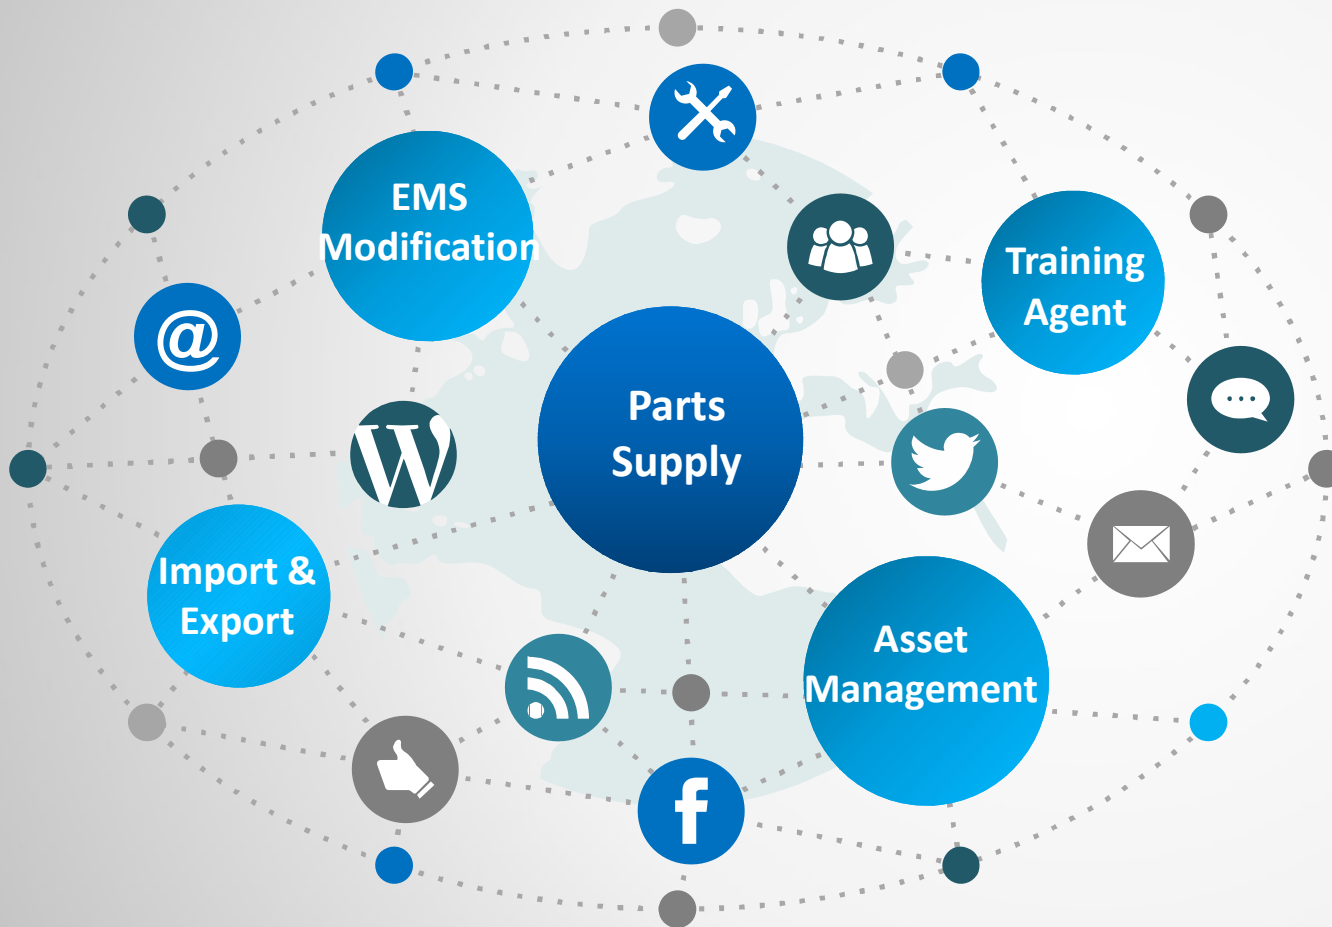 EMS
Modification
Training
Agent
@
Parts
Supply
W
Import &
Export
Asset
Management
f